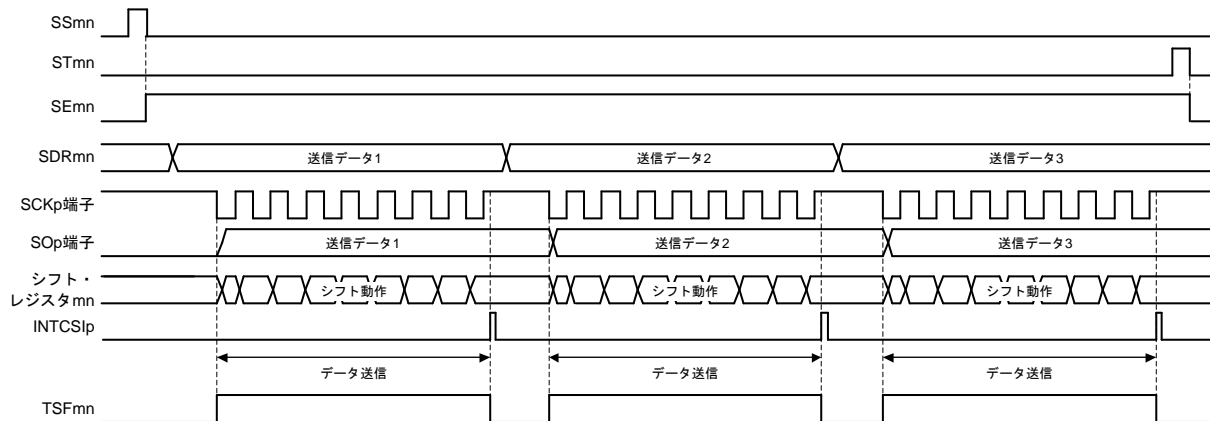 SSmn
STmn
SEmn
SDRmn 送信データ1 送信データ2 送信データ3
SCKp端子
SOp端子 送信データ1 送信データ2 送信データ3
シフト・
レジスタmn シフト動作 シフト動作 シフト動作
INTCSIp
データ送信 データ送信 データ送信
TSFmn